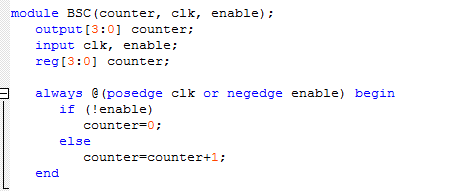 module BSC(counter, clk, enable);
output[3:0] counter;
input clk, enable;
reg[3:0] counter;
always @(posedge clk or negedge enable) begin
if (!enable)
counter=0;
else
counter=counter+1;
end